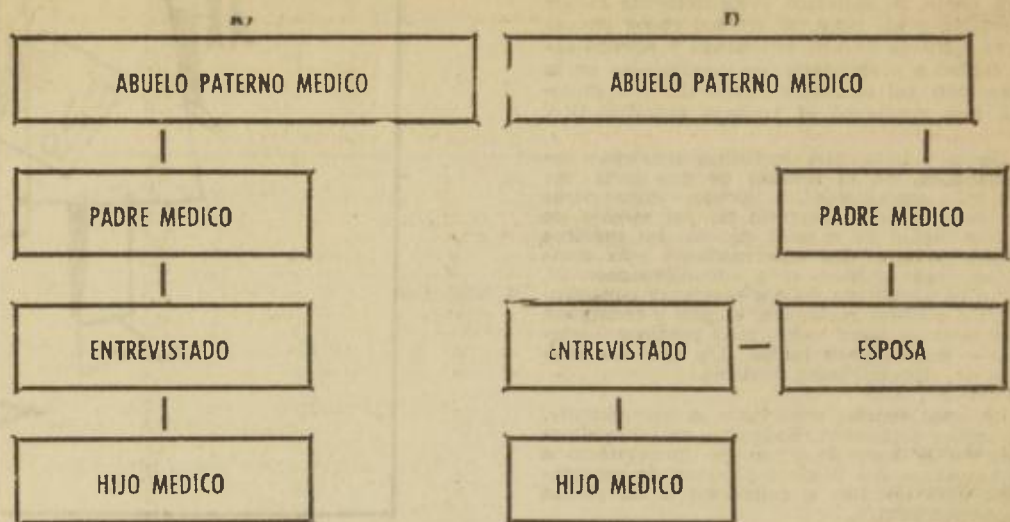 ABUELO PATERNO MEDICO
PADRE MEDICO
ENTREVISTADO
HIJO MEDICO
ABUELO PATERNO MEDICO
PADRE MEDICO
ENTREVISTADO
ESPOSA
HIJO MEDICO